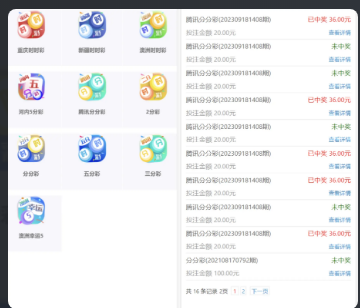 重庆时时彩
新疆时时彩
澳洲时时彩
河内5分彩
腾讯分分彩
2分彩
分分彩
五分彩
三分彩
澳洲幸运5
腾讯分分彩(202309181408期) 已中奖 36.00元
投注金额 20.00元 查看详情
腾讯分分彩(202309181408期) 未中奖
投注金额 20.00元 查看详情
腾讯分分彩(202309181408期) 已中奖 36.00元
投注金额 20.00元 查看详情
腾讯分分彩(202309181408期) 已中奖 36.00元
投注金额 20.00元 查看详情
腾讯分分彩(202309181408期) 未中奖
投注金额 20.00元 查看详情
腾讯分分彩(202309181408期) 已中奖 36.00元
投注金额 20.00元 查看详情
腾讯分分彩(202309181408期) 已中奖 36.00元
投注金额 20.00元 查看详情
腾讯分分彩(202309181408期) 未中奖
投注金额 20.00元 查看详情
腾讯分分彩(202309181408期) 未中奖
投注金额 20.00元 查看详情
分分彩(202108170792期) 未中奖
投注金额 100.00元 查看详情
共 16 条记录 2页 1 2 下一页